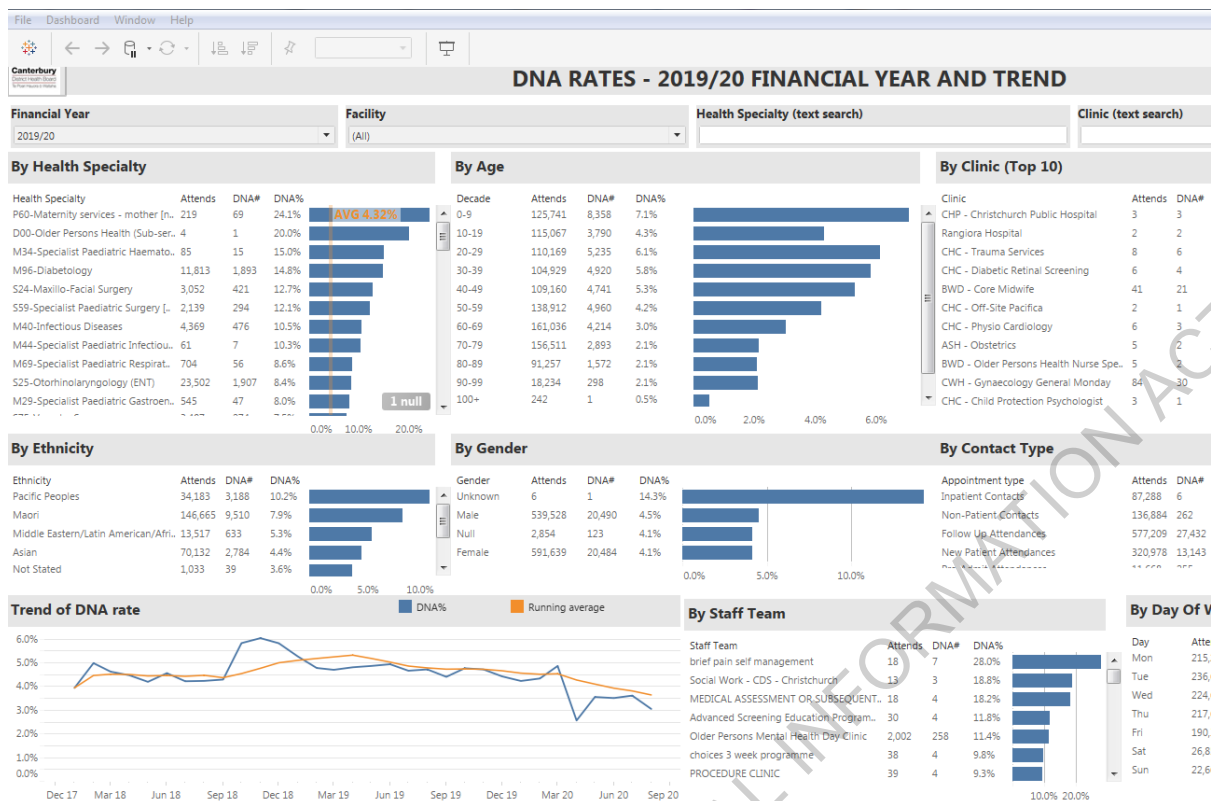 File Dashboard Window Help
Canterbury
District Health Board
DNA RATES - 2019/20 FINANCIAL YEAR AND TREND
Financial Year Facility Health Specialty (text search) Clinic (text search)
2019/20 (All)
By Health Specialty
Health Specialty Attends DNA# DNA%
P60-Maternity services - mother [n.. 219 69 24.1%
AVG 4.32%
D00-Older Persons Health (Sub-ser.. 4 1 20.0%
M34-Specialist Paediatric Haemato.. 85 15 15.0%
M96-Diabetology 11,813 1,893 14.8%
S24-Maxillo-Facial Surgery 3,052 421 12.7%
S59-Specialist Paediatric Surgery [.. 2,139 294 12.1%
M40-Infectious Diseases 4,369 476 10.5%
M44-Specialist Paediatric Infectiou.. 61 7 10.3%
M69-Specialist Paediatric Respirat.. 704 56 8.6%
S25-Otorhinolaryngology (ENT) 23,502 1,907 8.4%
M29-Specialist Paediatric Gastroen.. 545 47 8.0%
1 null
0.0% 10.0% 20.0%
By Age
Decade Attends DNA# DNA%
0-9 125,741 8,358 7.1%
10-19 115,067 3,790 4.3%
20-29 110,169 5,235 6.1%
30-39 104,929 4,920 5.8%
40-49 109,160 4,741 5.3%
50-59 138,912 4,960 4.2%
60-69 161,036 4,214 3.0%
70-79 156,511 2,893 2.1%
80-89 91,257 1,572 2.1%
90-99 18,234 298 2.1%
100+ 242 1 0.5%
0.0% 2.0% 4.0% 6.0%
By Clinic (Top 10)
Clinic Attends DNA#
CHP - Christchurch Public Hospital 3 3
Rangiora Hospital 2 2
CHC - Trauma Services 8 6
CHC - Diabetic Retinal Screening 6 4
BWD - Core Midwife 41 21
CHC - Off-Site Pacifica 2 1
CHC - Physio Cardiology 6 3
ASH - Obstetrics 5 2
BWD - Older Persons Health Nurse Spe.. 5 2
CWH - Gynaecology General Monday 84 30
CHC - Child Protection Psychologist 3 1
By Ethnicity
Ethnicity Attends DNA# DNA%
Pacific Peoples 34,183 3,188 10.2%
Maori 146,665 9,510 7.9%
Middle Eastern/Latin American/Afri.. 13,517 633 5.3%
Asian 70,132 2,784 4.4%
Not Stated 1,033 39 3.6%
0.0% 5.0% 10.0%
By Gender
Gender Attends DNA# DNA%
Unknown 6 1 14.3%
Male 539,528 20,490 4.5%
Null 2,854 123 4.1%
Female 591,639 20,484 4.1%
0.0% 5.0% 10.0%
By Contact Type
Appointment type Attends DNA#
Inpatient Contacts 87,288 6
Non-Patient Contacts 136,884 262
Follow Up Attendances 577,209 27,432
New Patient Attendances 320,978 13,143
Trend of DNA rate
DNA% Running average
6.0%
5.0%
4.0%
3.0%
2.0%
1.0%
0.0%
Dec 17 Mar 18 Jun 18 Sep 18 Dec 18 Mar 19 Jun 19 Sep 19 Dec 19 Mar 20 Jun 20 Sep 20
By Staff Team
Staff Team Attends DNA# DNA%
brief pain self management 18 7 28.0%
Social Work - CDS - Christchurch 13 3 18.8%
MEDICAL ASSESSMENT OR SUBSEQUENT.. 18 4 18.2%
Advanced Screening Education Program.. 30 4 11.8%
Older Persons Mental Health Day Clinic 2,002 258 11.4%
choices 3 week programme 38 4 9.8%
PROCEDURE CLINIC 39 4 9.3%
10.0% 20.0%
By Day Of W
Day Atte
Mon 215,
Tue 236,
Wed 224,
Thu 217,
Fri 190,
Sat 26,8
Sun 22,6
AL INFORMATION ACT